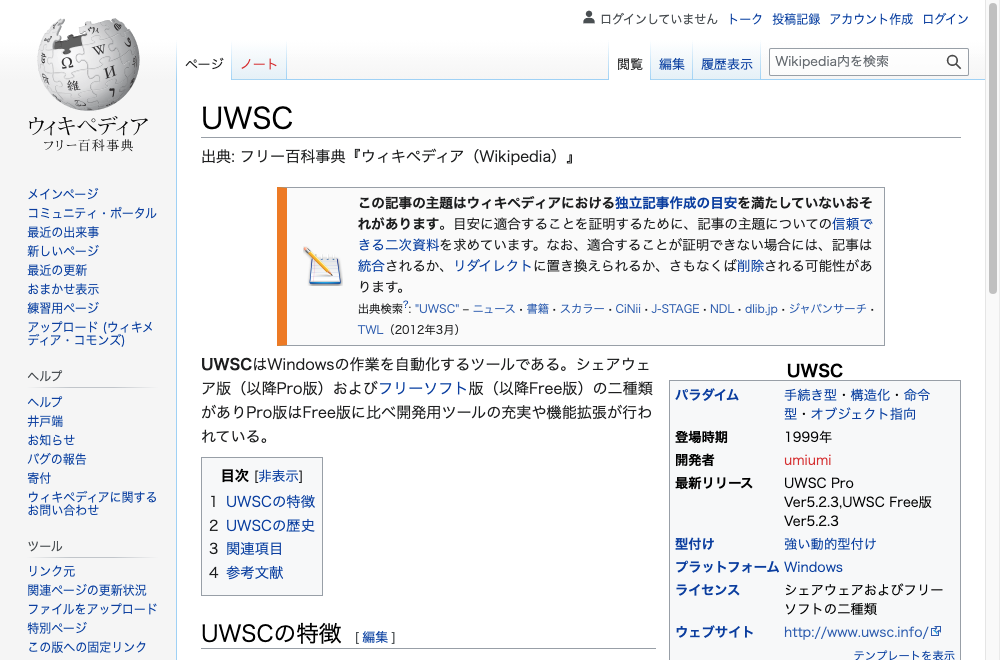 ログインしていません トーク 投稿記録 アカウント作成 ログイン
ページ ノート 閲覧 編集 履歴表示 Wikipedia内を検索
ウィキペディア
フリー百科事典
メインページ
コミュニティ・ポータル
最近の出来事
新しいページ
最近の更新
おまかせ表示
練習用ページ
アップロード (ウィキメ
ディア・コモンズ)
ヘルプ
ヘルプ
井戸端
お知らせ
バグの報告
寄付
ウィキペディアに関する
お問い合わせ
ツール
リンク元
関連ページの更新状況
ファイルをアップロード
特別ページ
この版への固定リンク
UWSC
出典: フリー百科事典『ウィキペディア（Wikipedia）』
この記事の主題はウィキペディアにおける独立記事作成の目安を満たしていないおそ
れがあります。目安に適合することを証明するために、記事の主題についての信頼で
きる二次資料を求めています。なお、適合することが証明できない場合には、記事は
統合されるか、リダイレクトに置き換えられるか、さもなくば削除される可能性があ
ります。
出典検索?: "UWSC" – ニュース · 書籍 · スカラー · CiNii · J-STAGE · NDL · dlib.jp · ジャパンサーチ ·
TWL （2012年3月）
UWSCはWindowsの作業を自動化するツールである。シェアウェ
ア版（以降Pro版）およびフリーソフト版（以降Free版）の二種類
がありPro版はFree版に比べ開発用ツールの充実や機能拡張が行わ
れている。
目次 [非表示]
1 UWSCの特徴
2 UWSCの歴史
3 関連項目
4 参考文献
UWSCの特徴 [ 編集 ]
UWSC
パラダイム 手続き型・構造化・命令
型・オブジェクト指向
登場時期 1999年
開発者 umiumi
最新リリース UWSC Pro
Ver5.2.3,UWSC Free版
Ver5.2.3
型付け 強い動的型付け
プラットフォーム Windows
ライセンス シェアウェアおよびフリー
ソフトの二種類
ウェブサイト http://www.uwsc.info/
テンプレートを表示